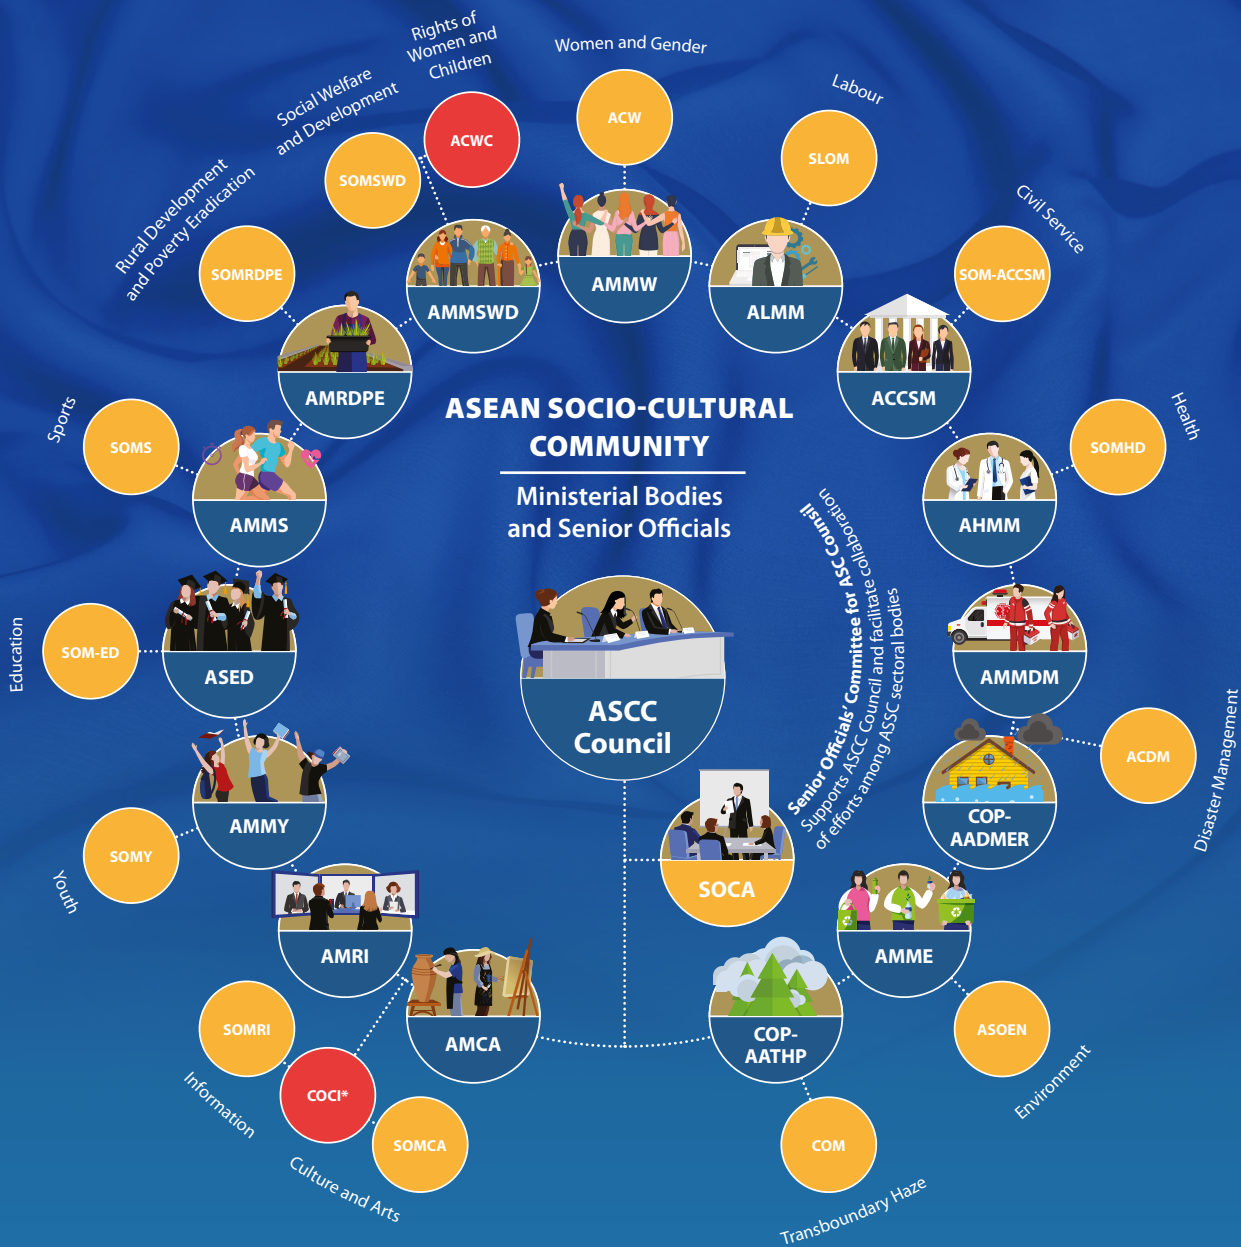 ASEAN SOCIO-CULTURAL
COMMUNITY
Ministerial Bodies
and Senior Officials
ASCC
Council
SOCA
Senior Officials' Committee for ASC Counsil
Supports ASCC Council and facilitate collaboration
of efforts among ASSC sectoral bodies
Women and Gender
ACW
AMMW
Labour
SLOM
ALMM
Civil Service
SOM-ACCSM
ACCSM
Health
SOMHD
AHMM
AMMDM
Disaster Management
ACDM
COP-
AADMER
AMME
ASOEN
Environment
COP-
AATHP
COM
Transboundary Haze
AMCA
SOMCA
Culture and Arts
COCI*
AMRI
SOMRI
Information
AMMY
SOMY
Youth
ASED
SOM-ED
Education
AMMS
SOMS
Sports
AMRDPE
SOMRDPE
Rural Development
and Poverty Eradication
AMMSWD
SOMSWD
Social Welfare
and Development
ACWC
Rights of
Women and
Children